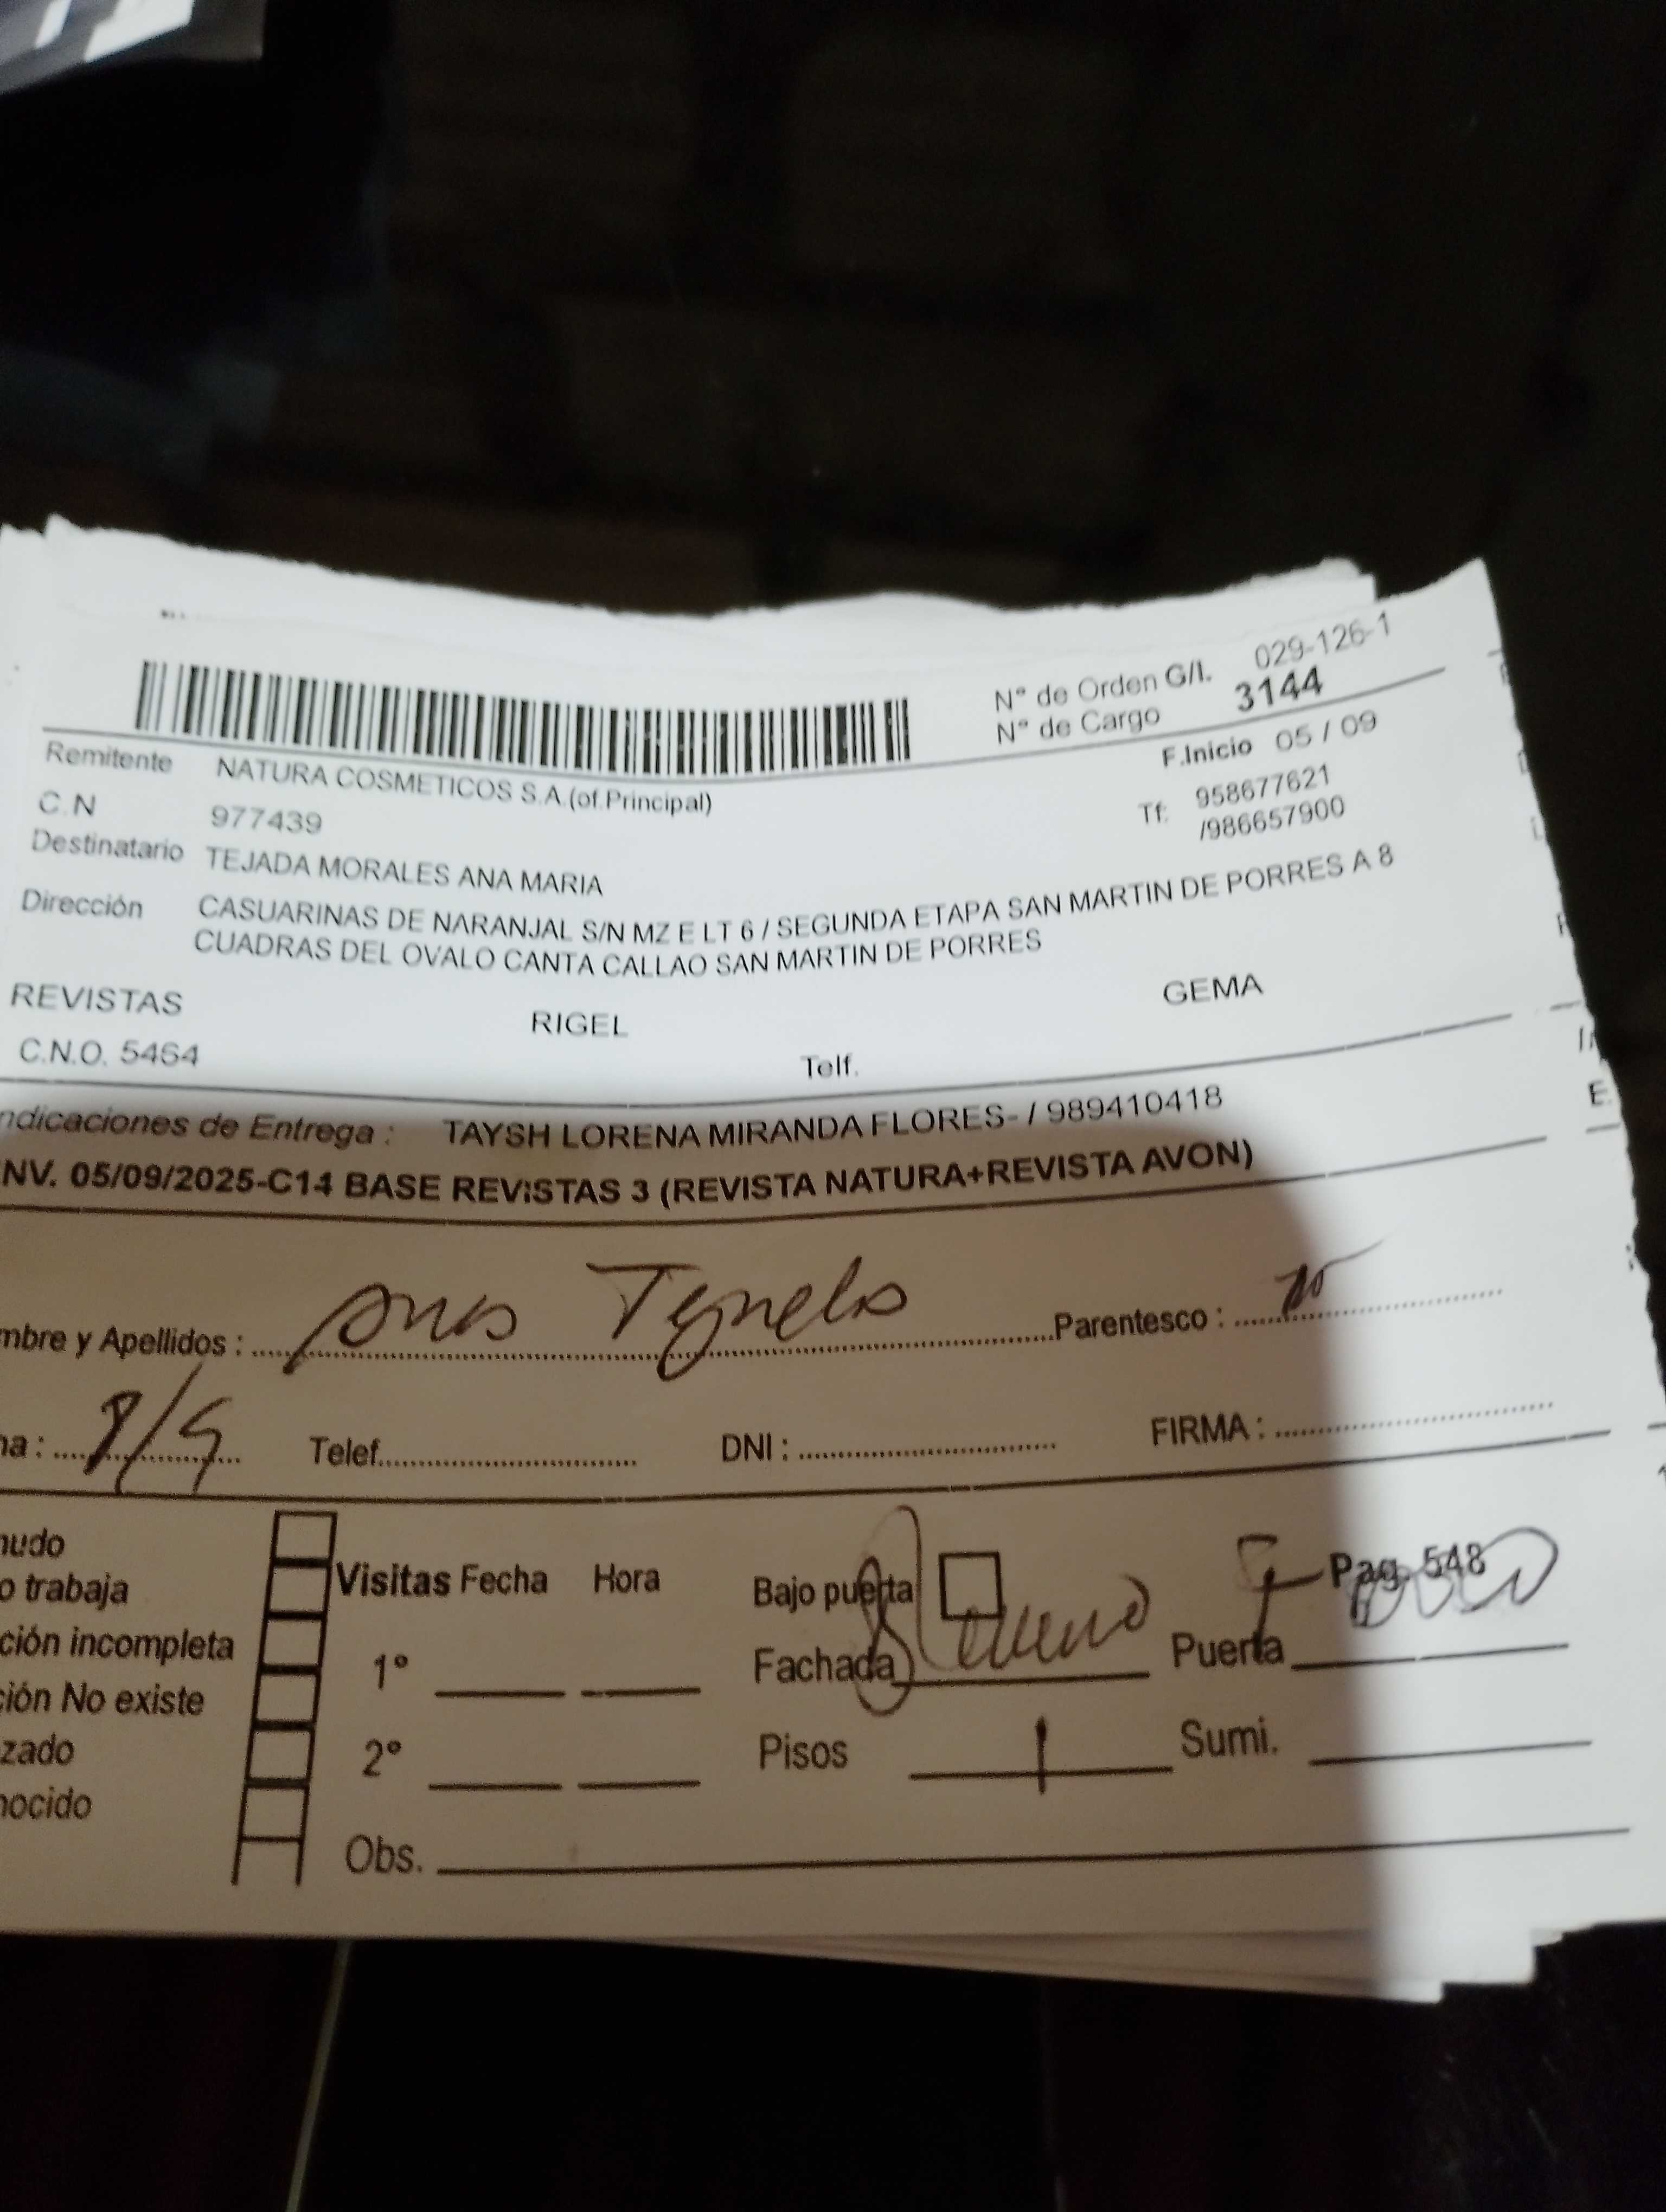 N° de Orden G/I. 029-126-1
N° de Cargo 3144
F.Inicio 05 / 09
Remitente NATURA COSMETICOS S.A.(of.Principal)
C.N 977439
Tf: 958677621
/986657900
Destinatario TEJADA MORALES ANA MARIA
Dirección CASUARINAS DE NARANJAL S/N MZ E LT 6 / SEGUNDA ETAPA SAN MARTIN DE PORRES A 8
CUADRAS DEL OVALO CANTA CALLAO SAN MARTIN DE PORRES
REVISTAS RIGEL GEMA
C.N.O. 5464 Telf.
ndicaciones de Entrega : TAYSH LORENA MIRANDA FLORES- / 989410418
NV. 05/09/2025-C14 BASE REVISTAS 3 (REVISTA NATURA+REVISTA AVON)
mbre y Apellidos : Parentesco :
ha : Telef. DNI : FIRMA :
nudo
o trabaja Visitas Fecha Hora Bajo puerta Pag. 548
ción incompleta 1° Fachada Puerta
ción No existe
zado 2° Pisos 1 Sumi.
nocido
Obs.